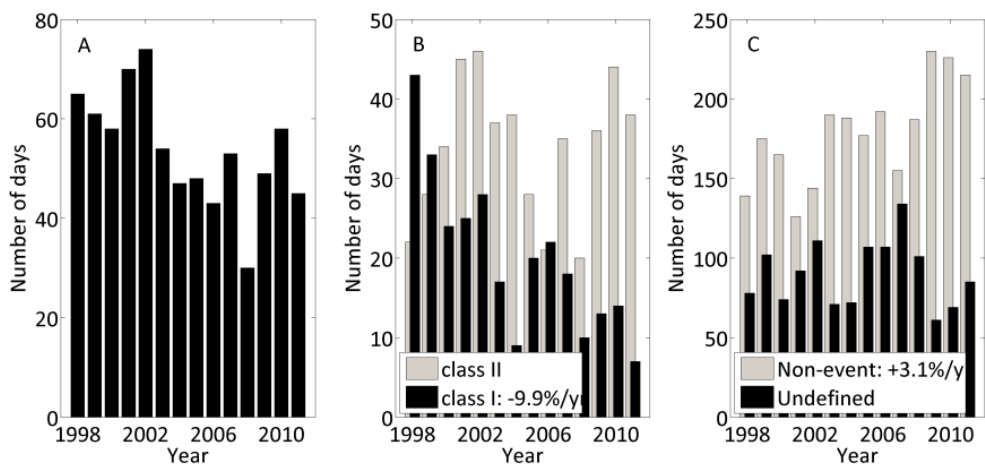 A
Number of days
80
60
40
20
0
1998 2002 2006 2010
Year
B
Number of days
50
40
30
20
10
0
class II
class I: -9.9%/yr
1998 2002 2006 2010
Year
C
Number of days
250
200
150
100
50
0
Non-event: +3.1%/y
Undefined
1998 2002 2006 2010
Year